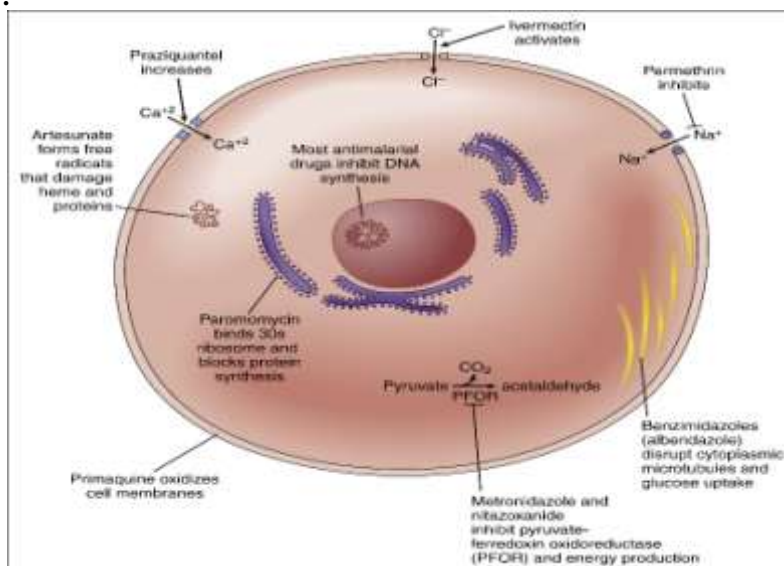 Ivermectin
activates
Cl⁻
Cl⁻
Praziquantel
increases
Ca+2
Ca+2
Permethrin
inhibits
Na+
Na+
Artesunate
forms free
radicals
that damage
heme and
proteins
Most antimalarial
drugs inhibit DNA
synthesis
Paromomycin
binds 30s
ribosome and
blocks protein
synthesis
CO2
Pyruvate
acetaldehyde
PFOR
Primaquine oxidizes
cell membranes
Benzimidazoles
(albendazole)
disrupt cytoplasmic
microtubules and
glucose uptake
Metronidazole and
nitazoxanide
inhibit pyruvate-
ferredoxin oxidoreductase
(PFOR) and energy production